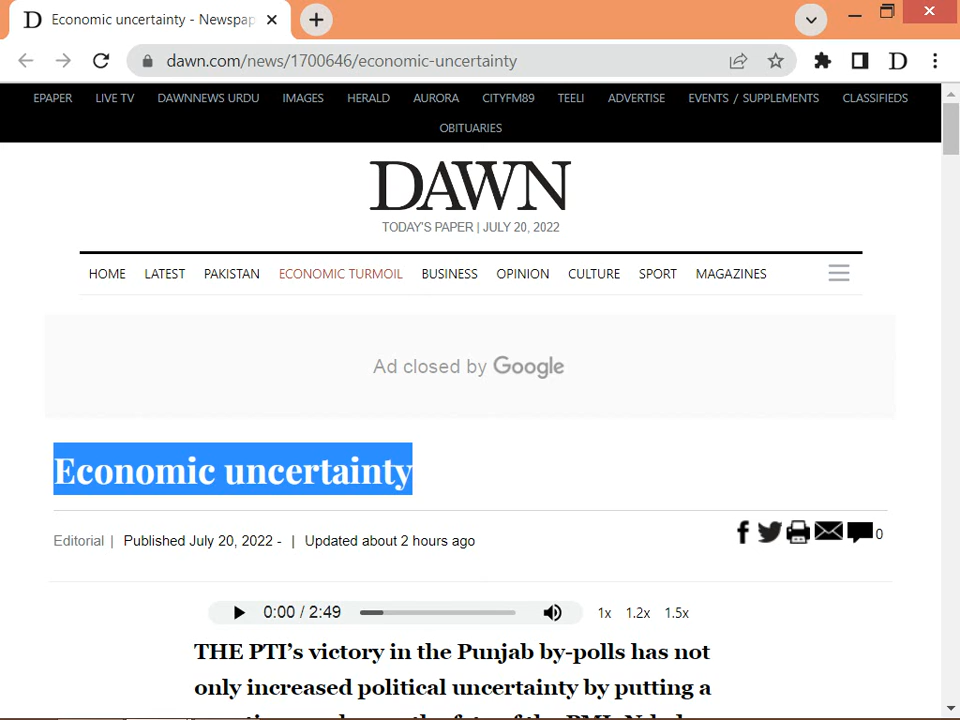 Economic uncertainty - Newspap
dawn.com/news/1700646/economic-uncertainty
EPAPER LIVE TV DAWNNEWS URDU IMAGES HERALD AURORA CITYFM89 TEELI ADVERTISE EVENTS / SUPPLEMENTS CLASSIFIEDS
OBITUARIES
DAWN
TODAY'S PAPER | JULY 20, 2022
HOME LATEST PAKISTAN ECONOMIC TURMOIL BUSINESS OPINION CULTURE SPORT MAGAZINES
Ad closed by Google
Economic uncertainty
Editorial | Published July 20, 2022 - | Updated about 2 hours ago
0
0:00 / 2:49 1x 1.2x 1.5x
THE PTI's victory in the Punjab by-polls has not
only increased political uncertainty by putting a